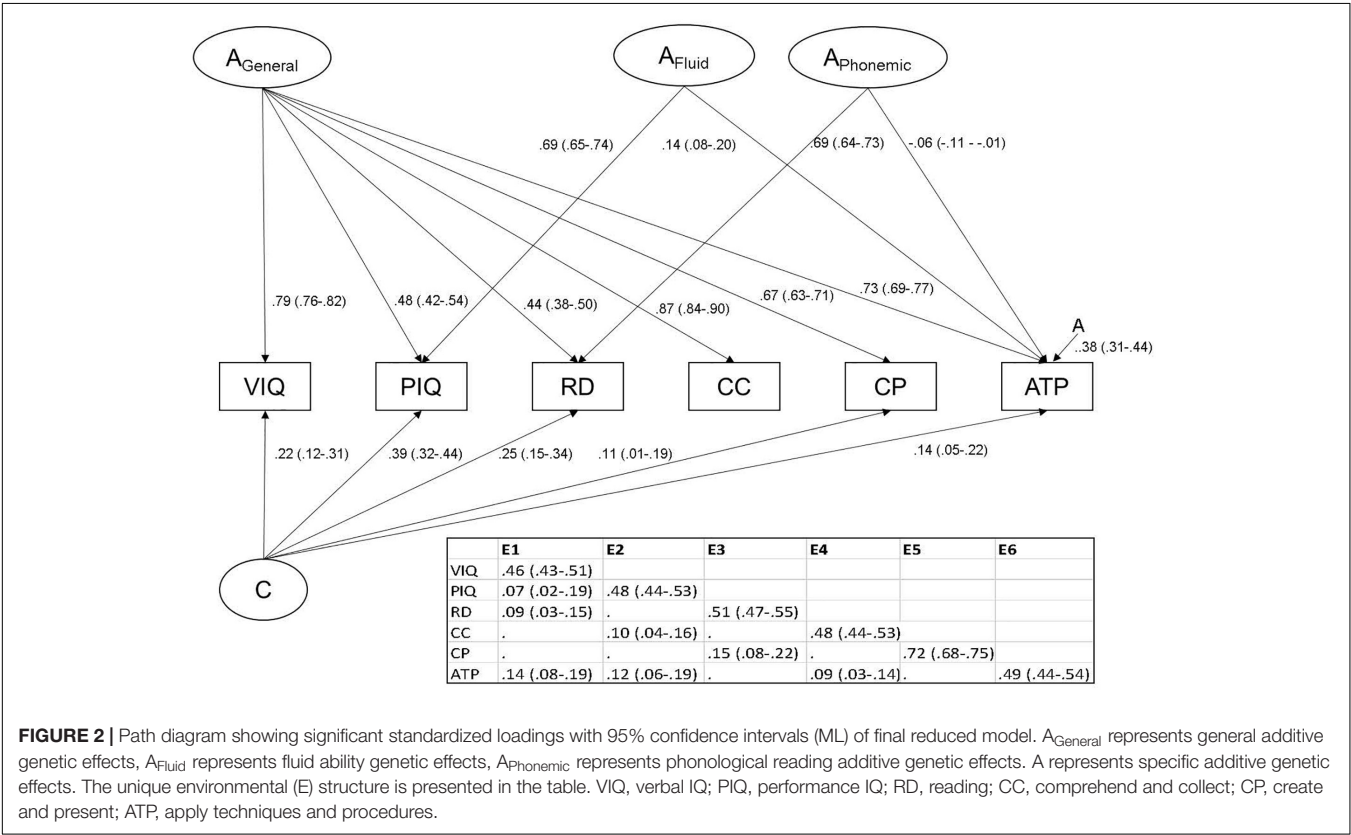 A General
A Fluid
A Phonemic
.69 (.65-.74)
.14 (.08-.20)
.69 (.64-.73)
-.06 (-.11 - -.01)
.79 (.76-.82)
.48 (.42-.54)
.44 (.38-.50)
.87 (.84-.90)
.67 (.63-.71)
.73 (.69-.77)
A
..38 (.31-.44)
VIQ
PIQ
RD
CC
CP
ATP
.22 (.12-.31)
.39 (.32-.44)
.25 (.15-.34)
.11 (.01-.19)
.14 (.05-.22)
C
E1 E2 E3 E4 E5 E6
VIQ .46 (.43-.51)
PIQ .07 (.02-.19) .48 (.44-.53)
RD .09 (.03-.15) . .51 (.47-.55)
CC . .10 (.04-.16) . .48 (.44-.53)
CP . . .15 (.08-.22) . .72 (.68-.75)
ATP .14 (.08-.19) .12 (.06-.19) . .09 (.03-.14) . .49 (.44-.54)
FIGURE 2 | Path diagram showing significant standardized loadings with 95% confidence intervals (ML) of final reduced model. AGeneral represents general additive
genetic effects, AFluid represents fluid ability genetic effects, APhonemic represents phonological reading additive genetic effects. A represents specific additive genetic
effects. The unique environmental (E) structure is presented in the table. VIQ, verbal IQ; PIQ, performance IQ; RD, reading; CC, comprehend and collect; CP, create
and present; ATP, apply techniques and procedures.